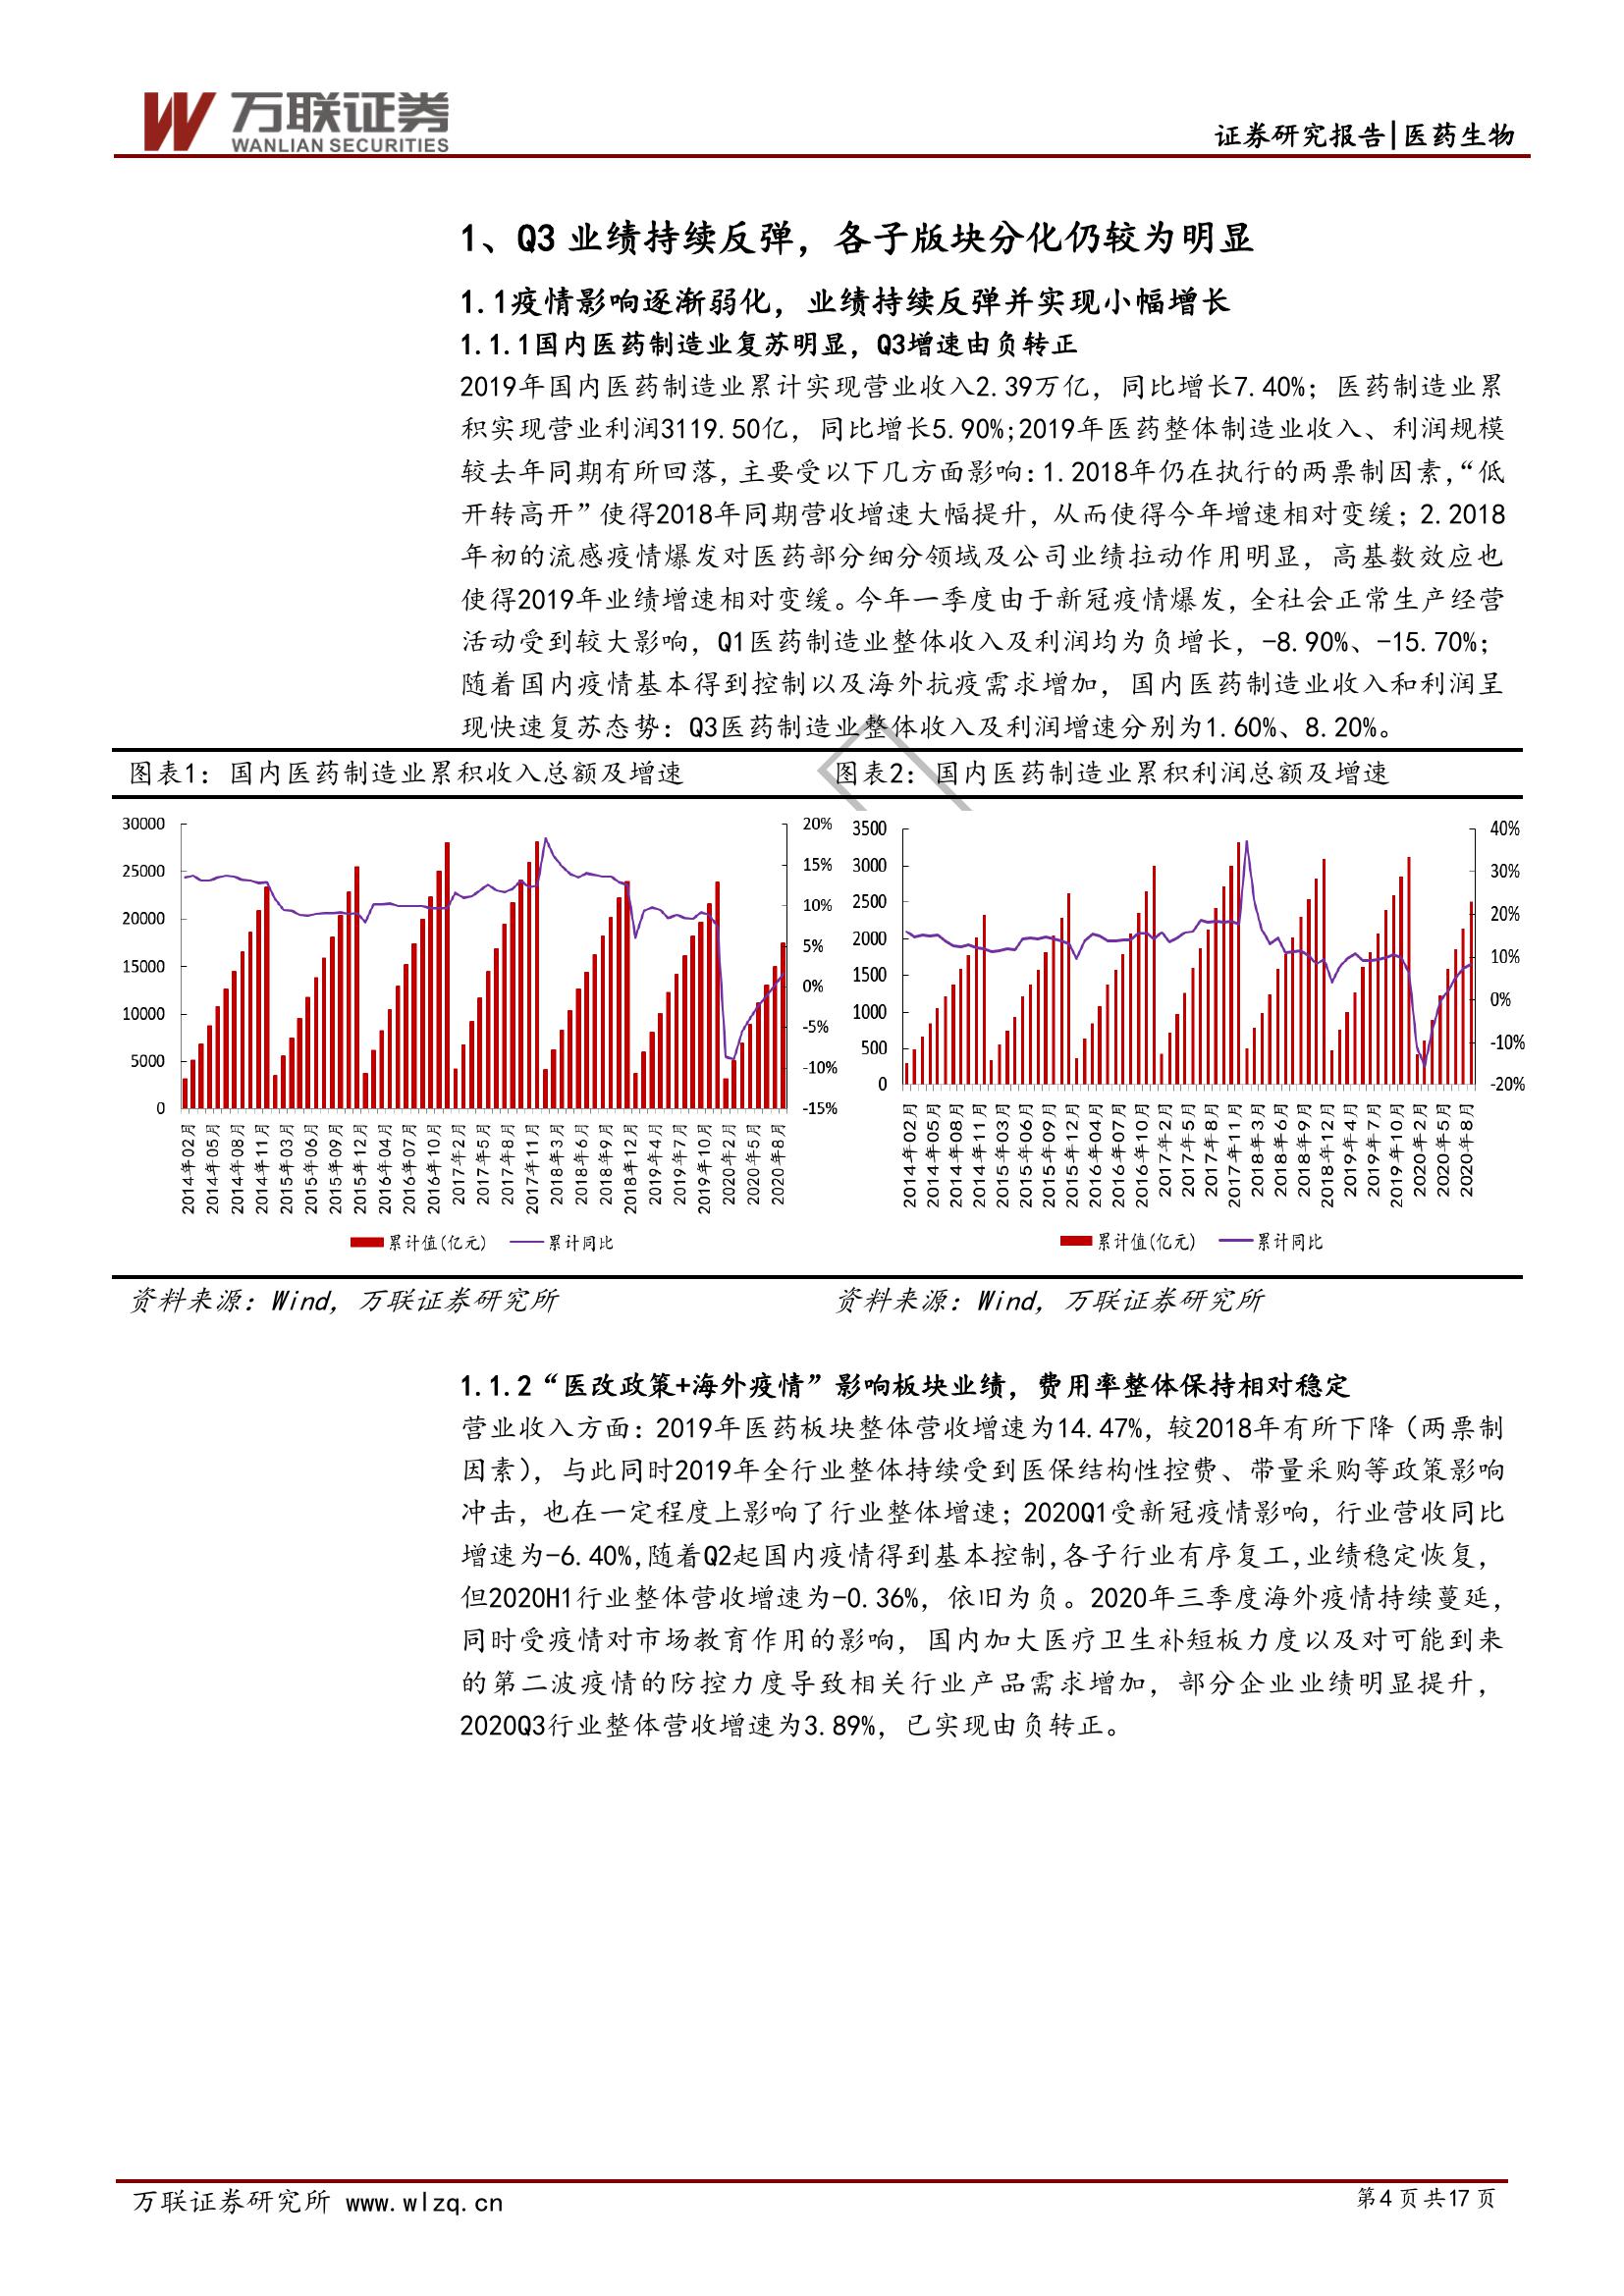 万联证券
WANLIAN SECURITIES
证券研究报告|医药生物
1、Q3 业绩持续反弹，各子版块分化仍较为明显
1.1疫情影响逐渐弱化，业绩持续反弹并实现小幅增长
1.1.1国内医药制造业复苏明显，Q3增速由负转正
2019年国内医药制造业累计实现营业收入2.39万亿，同比增长7.40%；医药制造业累
积实现营业利润3119.50亿，同比增长5.90%;2019年医药整体制造业收入、利润规模
较去年同期有所回落，主要受以下几方面影响：1.2018年仍在执行的两票制因素，“低
开转高开”使得2018年同期营收增速大幅提升，从而使得今年增速相对变缓；2.2018
年初的流感疫情爆发对医药部分细分领域及公司业绩拉动作用明显，高基数效应也
使得2019年业绩增速相对变缓。今年一季度由于新冠疫情爆发，全社会正常生产经营
活动受到较大影响，Q1医药制造业整体收入及利润均为负增长，-8.90%、-15.70%；
随着国内疫情基本得到控制以及海外抗疫需求增加，国内医药制造业收入和利润呈
现快速复苏态势：Q3医药制造业整体收入及利润增速分别为1.60%、8.20%。
图表1：国内医药制造业累积收入总额及增速
30000
25000
20000
15000
10000
5000
0
20%
15%
10%
5%
0%
-5%
-10%
-15%
2014年02月
2014年05月
2014年08月
2014年11月
2015年03月
2015年06月
2015年09月
2015年12月
2016年04月
2016年07月
2016年10月
2017年2月
2017年5月
2017年8月
2017年11月
2018年3月
2018年6月
2018年9月
2018年12月
2019年4月
2019年7月
2019年10月
2020年2月
2020年5月
2020年8月
累计值(亿元)
累计同比
图表2：国内医药制造业累积利润总额及增速
3500
3000
2500
2000
1500
1000
500
0
40%
30%
20%
10%
0%
-10%
-20%
2014年02月
2014年05月
2014年08月
2014年11月
2015年03月
2015年06月
2015年09月
2015年12月
2016年04月
2016年07月
2016年10月
2017年2月
2017年5月
2017年8月
2017年11月
2018年3月
2018年6月
2018年9月
2018年12月
2019年4月
2019年7月
2019年10月
2020年2月
2020年5月
2020年8月
累计值(亿元)
累计同比
资料来源：Wind，万联证券研究所
资料来源：Wind，万联证券研究所
1.1.2“医改政策+海外疫情”影响板块业绩，费用率整体保持相对稳定
营业收入方面：2019年医药板块整体营收增速为14.47%，较2018年有所下降（两票制
因素），与此同时2019年全行业整体持续受到医保结构性控费、带量采购等政策影响
冲击，也在一定程度上影响了行业整体增速；2020Q1受新冠疫情影响，行业营收同比
增速为-6.40%,随着Q2起国内疫情得到基本控制,各子行业有序复工,业绩稳定恢复，
但2020H1行业整体营收增速为-0.36%，依旧为负。2020年三季度海外疫情持续蔓延，
同时受疫情对市场教育作用的影响，国内加大医疗卫生补短板力度以及对可能到来
的第二波疫情的防控力度导致相关行业产品需求增加，部分企业业绩明显提升，
2020Q3行业整体营收增速为3.89%，已实现由负转正。
万联证券研究所 www.wlzq.cn
第4 页 共17 页